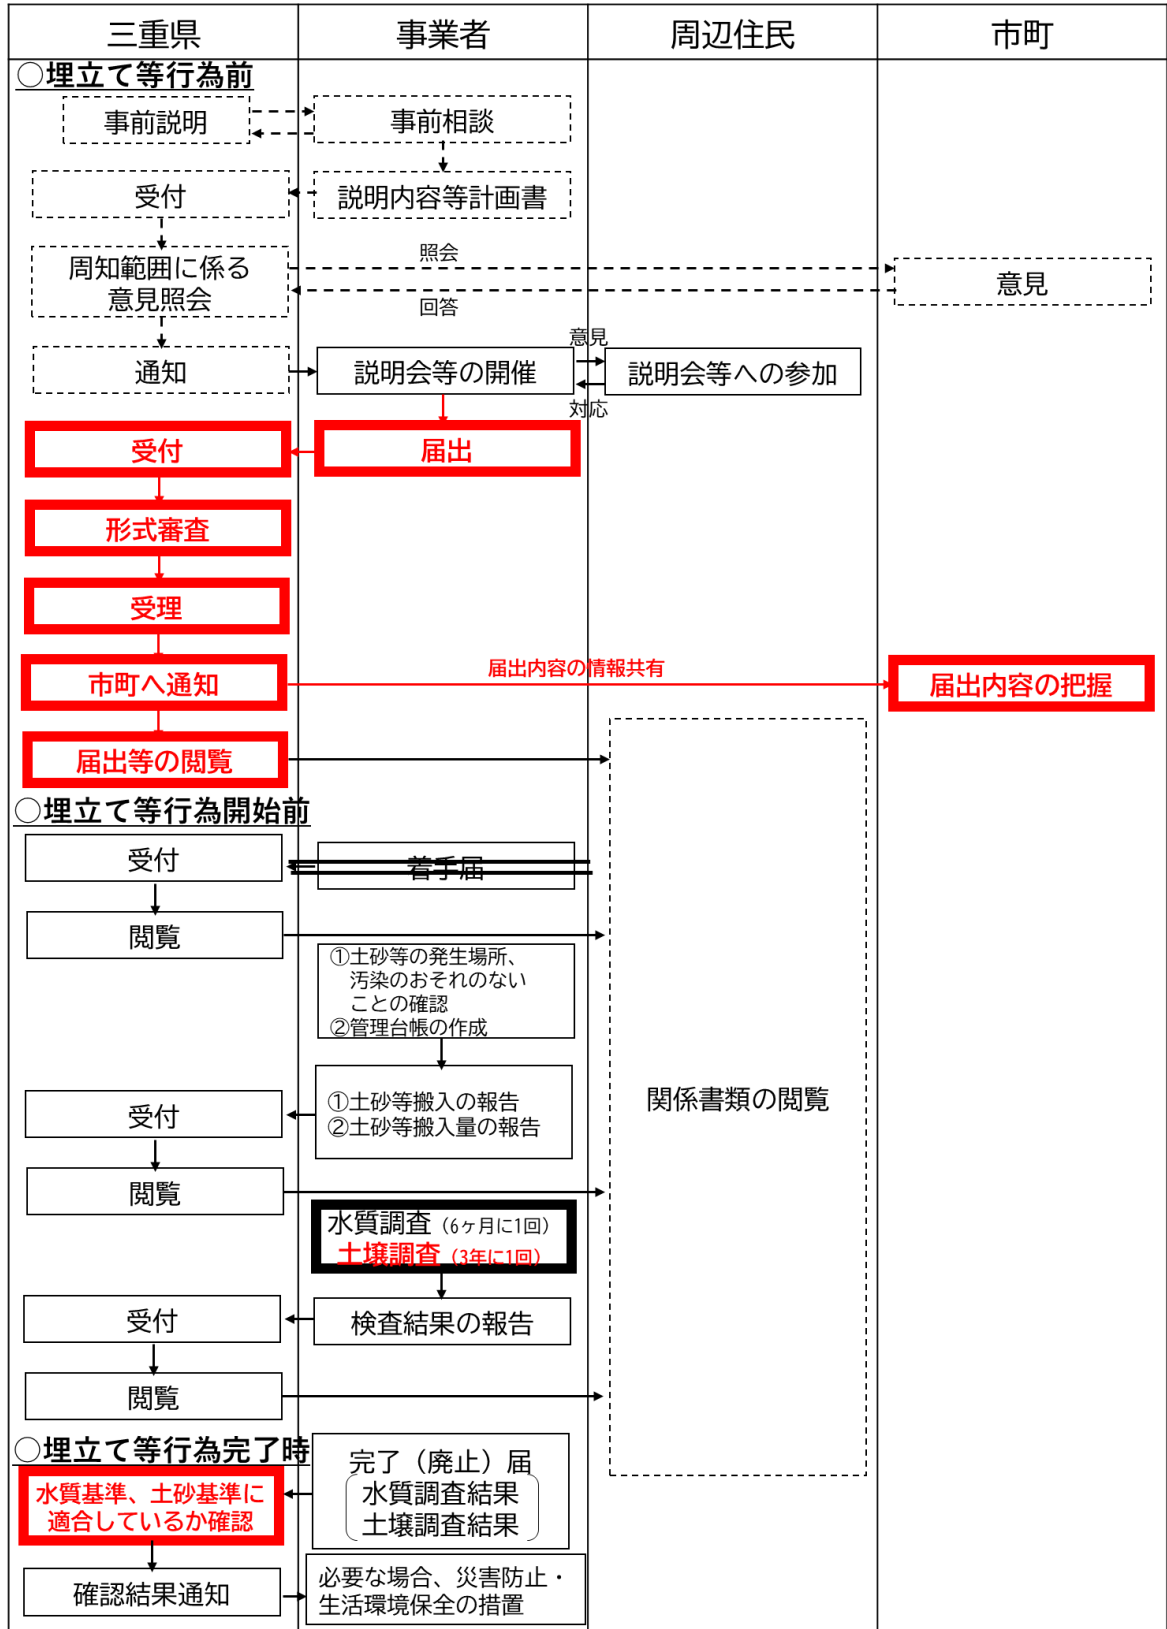 三重県
事業者
周辺住民
市町
○埋立て等行為前
事前説明
事前相談
受付
説明内容等計画書
周知範囲に係る
意見照会
照会
回答
意見
通知
説明会等の開催
意見
対応
説明会等への参加
受付
届出
形式審査
受理
市町へ通知
届出内容の情報共有
届出内容の把握
届出等の閲覧
○埋立て等行為開始前
受付
着手届
閲覧
①土砂等の発生場所、
汚染のおそれのない
ことの確認
②管理台帳の作成
関係書類の閲覧
受付
①土砂等搬入の報告
②土砂等搬入量の報告
閲覧
水質調査（6ヶ月に1回）
土壌調査（3年に1回）
受付
検査結果の報告
閲覧
○埋立て等行為完了時
完了（廃止）届
水質調査結果
土壌調査結果
水質基準、土砂基準に
適合しているか確認
確認結果通知
必要な場合、災害防止・
生活環境保全の措置